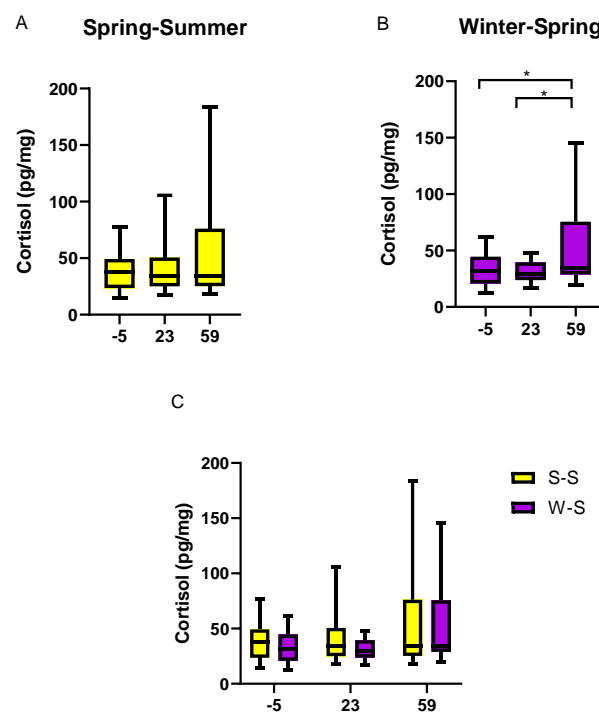 A
Spring-Summer
Cortisol (pg/mg)
200
150
100
50
0
-5 23 59
B
Winter-Spring
*
*
Cortisol (pg/mg)
200
150
100
50
0
-5 23 59
C
Cortisol (pg/mg)
200
150
100
50
0
-5 23 59
S-S
W-S